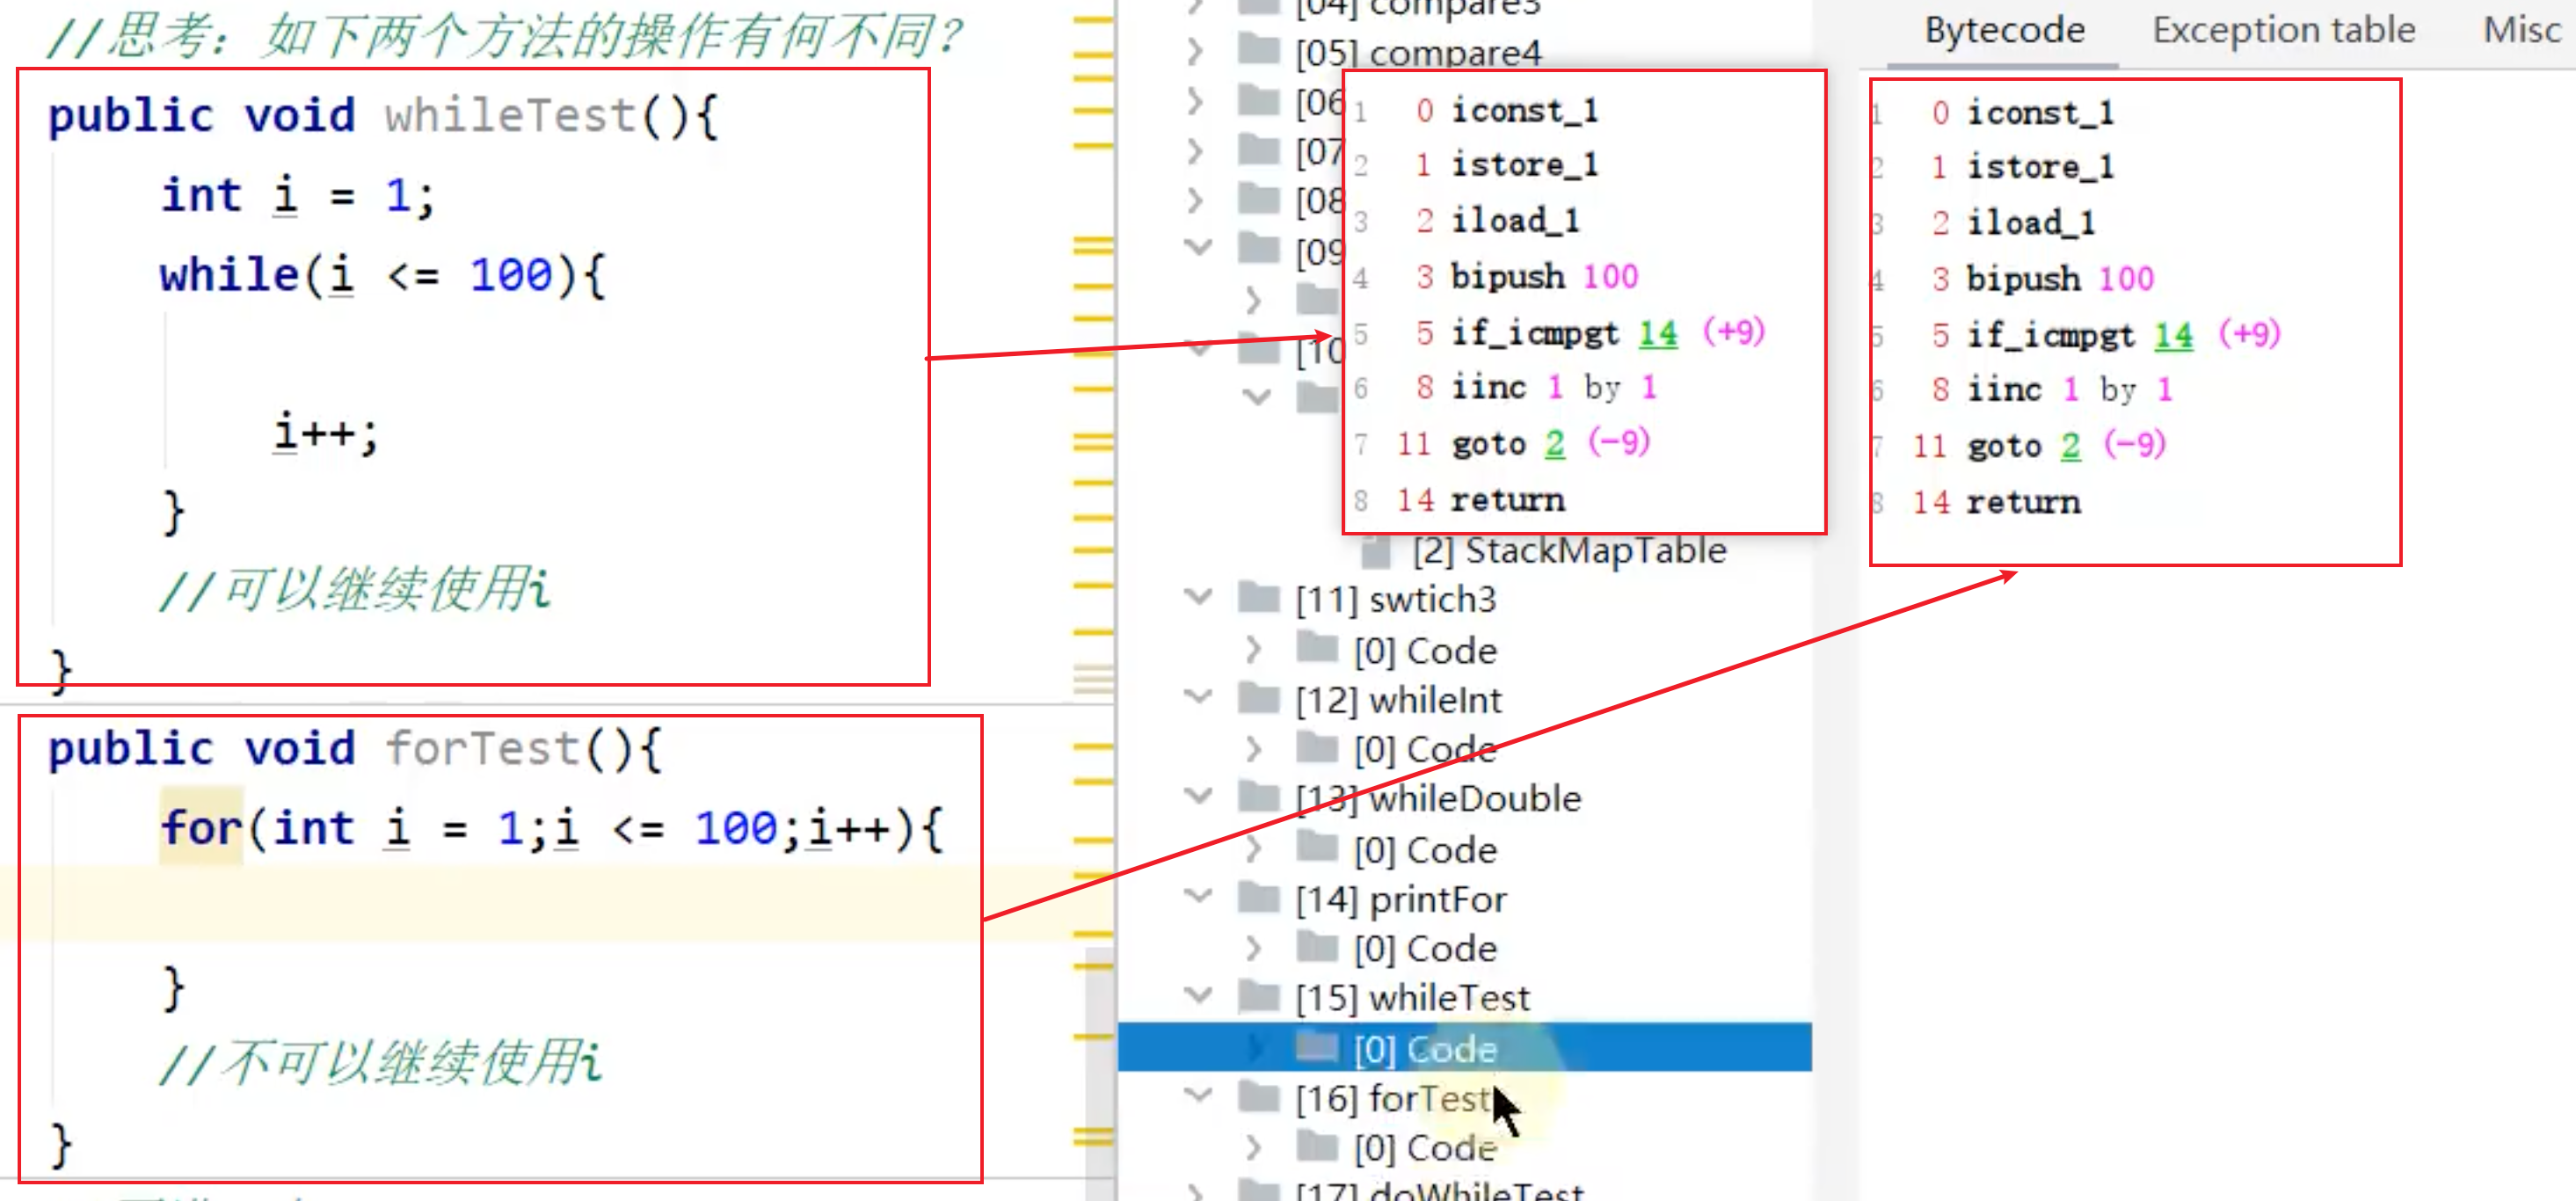 //思考：如下两个方法的操作有何不同？
public void whileTest(){
int i = 1;
while(i <= 100){
i++;
}
//可以继续使用i
}
public void forTest(){
for(int i = 1;i <= 100;i++){
}
//不可以继续使用i
}
[04] compare3
[05] compare4
[06
[07
[08
[09
[10
[2] StackMapTable
[11] swtich3
[0] Code
[12] whileInt
[0] Code
[13] whileDouble
[0] Code
[14] printFor
[0] Code
[15] whileTest
[0] Code
[16] forTest
[0] Code
[17] doWhileTest
1 0 iconst_1
2 1 istore_1
3 2 iload_1
4 3 bipush 100
5 5 if_icmpgt 14 (+9)
6 8 iinc 1 by 1
7 11 goto 2 (-9)
8 14 return
Bytecode Exception table Misc
1 0 iconst_1
2 1 istore_1
3 2 iload_1
4 3 bipush 100
5 5 if_icmpgt 14 (+9)
6 8 iinc 1 by 1
7 11 goto 2 (-9)
8 14 return